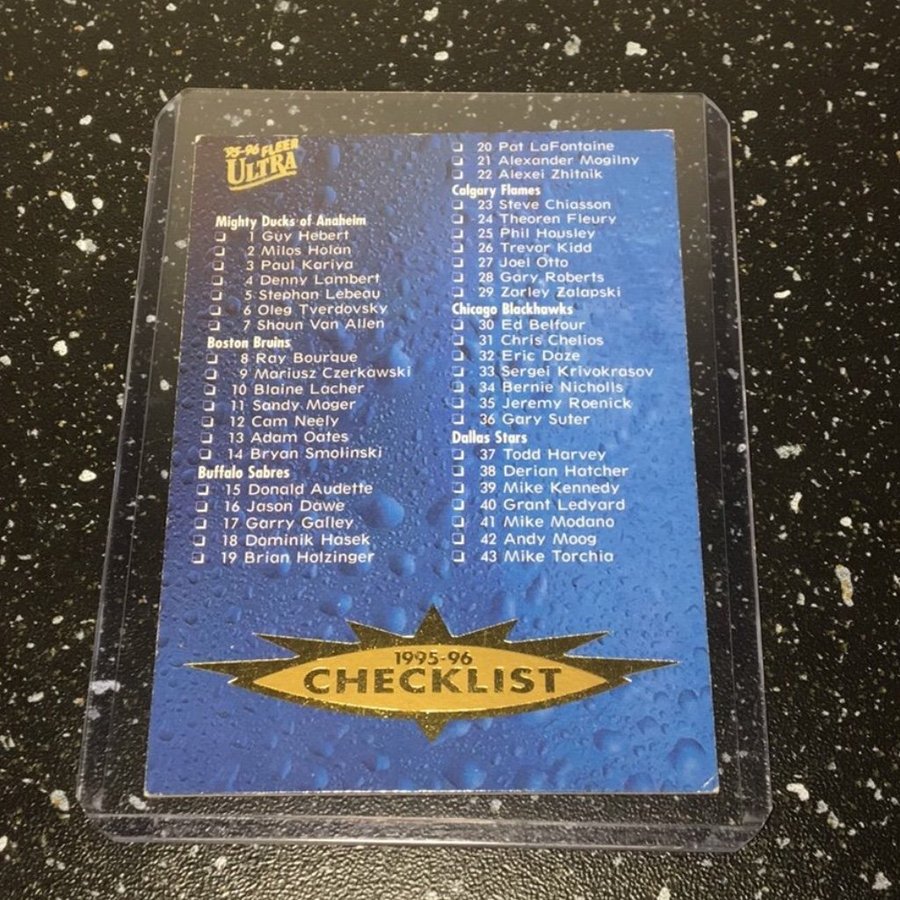 '95-96 FLEER
ULTRA
Mighty Ducks of Anaheim
1 Guy Hebert
2 Milos Holan
3 Paul Kariya
4 Denny Lambert
5 Stephan Lebeau
6 Oleg Tverdovsky
7 Shaun Van Allen
Boston Bruins
8 Ray Bourque
9 Mariusz Czerkawski
10 Blaine Lacher
11 Sandy Moger
12 Cam Neely
13 Adam Oates
14 Bryan Smolinski
Buffalo Sabres
15 Donald Audette
16 Jason Dawe
17 Garry Galley
18 Dominik Hasek
19 Brian Holzinger
20 Pat LaFontaine
21 Alexander Mogilny
22 Alexei Zhitnik
Calgary Flames
23 Steve Chiasson
24 Theoren Fleury
25 Phil Housley
26 Trevor Kidd
27 Joel Otto
28 Gary Roberts
29 Zarley Zalapski
Chicago Blackhawks
30 Ed Belfour
31 Chris Chelios
32 Eric Daze
33 Sergei Krivokrasov
34 Bernie Nicholls
35 Jeremy Roenick
36 Gary Suter
Dallas Stars
37 Todd Harvey
38 Derian Hatcher
39 Mike Kennedy
40 Grant Ledyard
41 Mike Modano
42 Andy Moog
43 Mike Torchia
1995-96
CHECKLIST